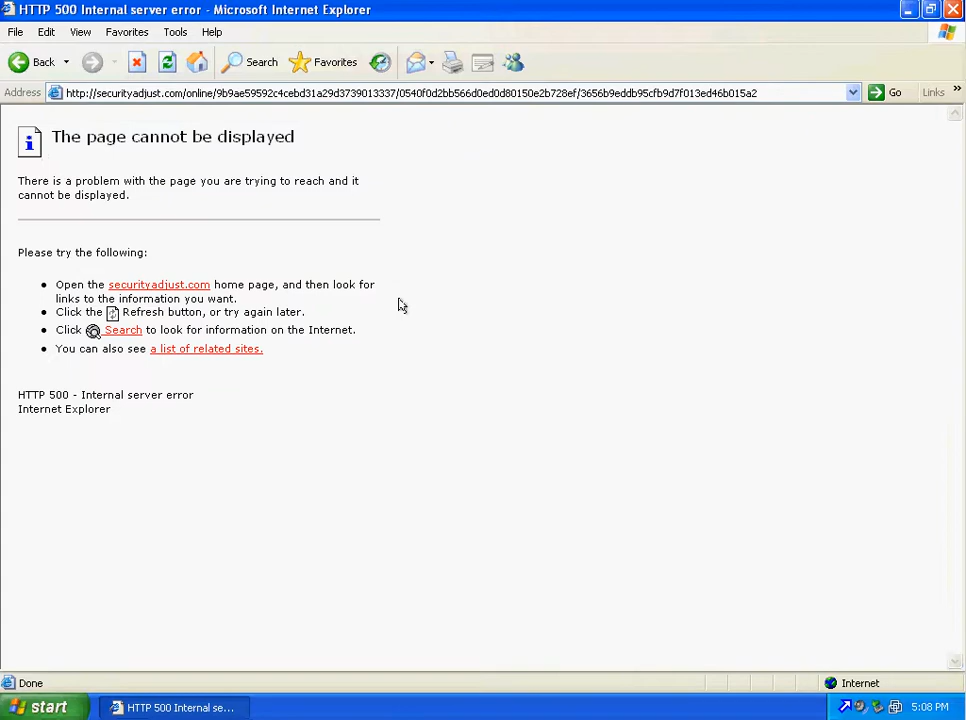 HTTP 500 Internal server error - Microsoft Internet Explorer
File Edit View Favorites Tools Help
Back Search Favorites
Address http://securityadjust.com/online/9b9ae59592c4cebd31a29d3739013337/0540f0d2bb566d0ed0d80150e2b728ef/3656b9eddb95cfb9d7f013ed46b015a2 Go Links »
The page cannot be displayed
There is a problem with the page you are trying to reach and it
cannot be displayed.
Please try the following:
• Open the securityadjust.com home page, and then look for
links to the information you want.
• Click the Refresh button, or try again later.
• Click Search to look for information on the Internet.
• You can also see a list of related sites.
HTTP 500 - Internal server error
Internet Explorer
Done Internet
start HTTP 500 Internal se... 5:08 PM